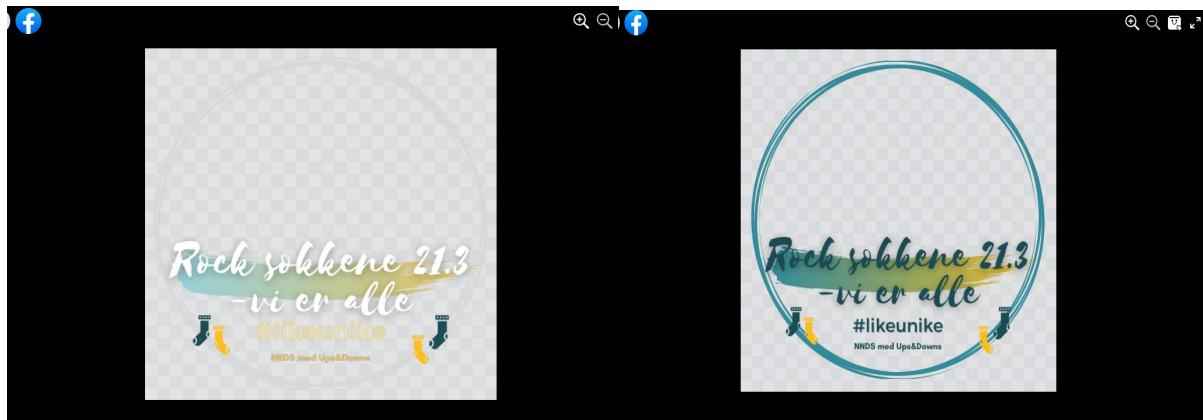 Rock sokkene 21.3
-vi er alle
#likeunike
NNDS med Ups&Downs
Rock sokkene 21.3
-vi er alle
#likeunike
NNDS med Ups&Downs